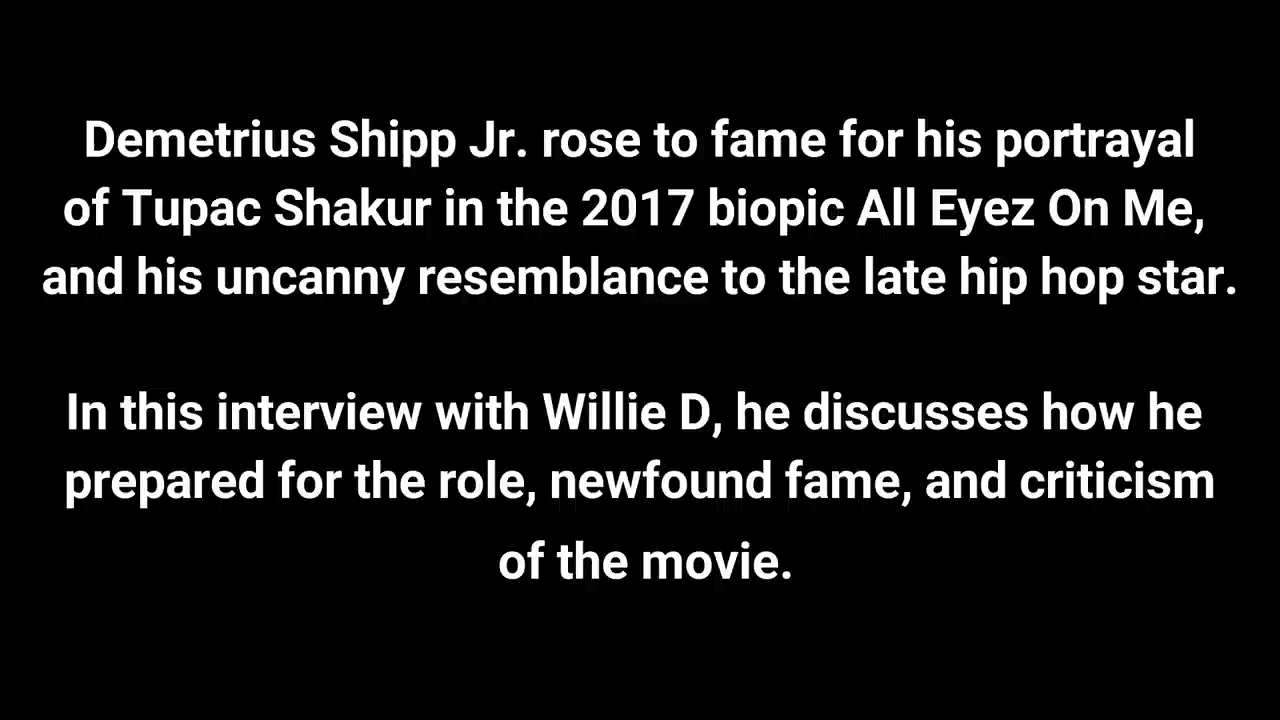 Demetrius Shipp Jr. rose to fame for his portrayal
of Tupac Shakur in the 2017 biopic All Eyez On Me,
and his uncanny resemblance to the late hip hop star.
In this interview with Willie D, he discusses how he
prepared for the role, newfound fame, and criticism
of the movie.